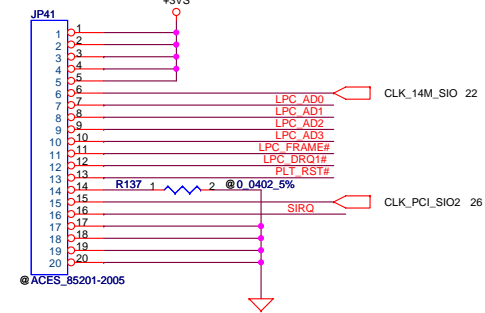 +3VS
JP41
1 1
2 2
3 3
4 4
5 5
6 6 CLK_14M_SIO 22
7 7 LPC_AD0
8 8 LPC_AD1
9 9 LPC_AD2
10 10 LPC_AD3
11 11 LPC_FRAME#
12 12 LPC_DRQ1#
13 13 PLT_RST#
14 14 R137 1 2 @0_0402_5%
15 15 CLK_PCI_SIO2 26
16 16 SIRQ
17 17
18 18
19 19
20 20
@ACES_85201-2005